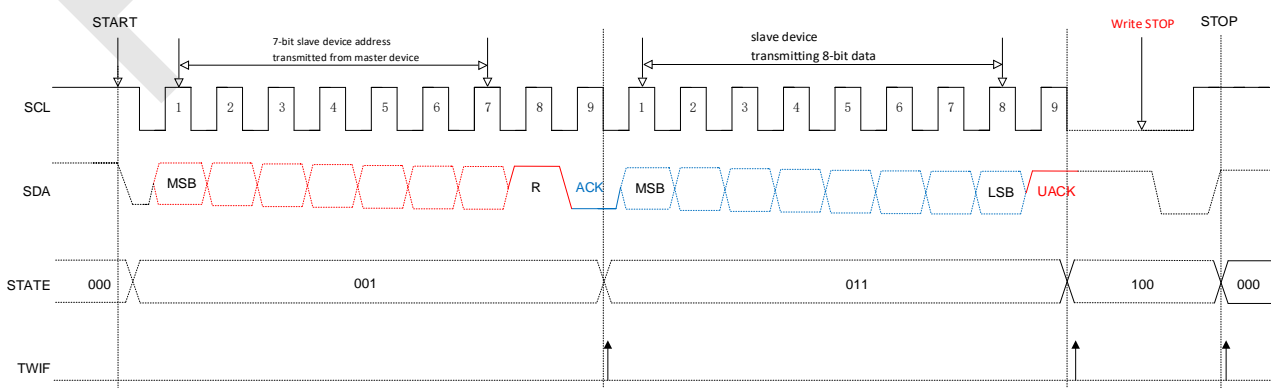 START
7-bit slave device address
transmitted from master device
slave device
transmitting 8-bit data
Write STOP
STOP
SCL
1 2 3 4 5 6 7 8 9 1 2 3 4 5 6 7 8 9
SDA
MSB R ACK MSB LSB UACK
STATE
000 001 011 100 000
TWIF